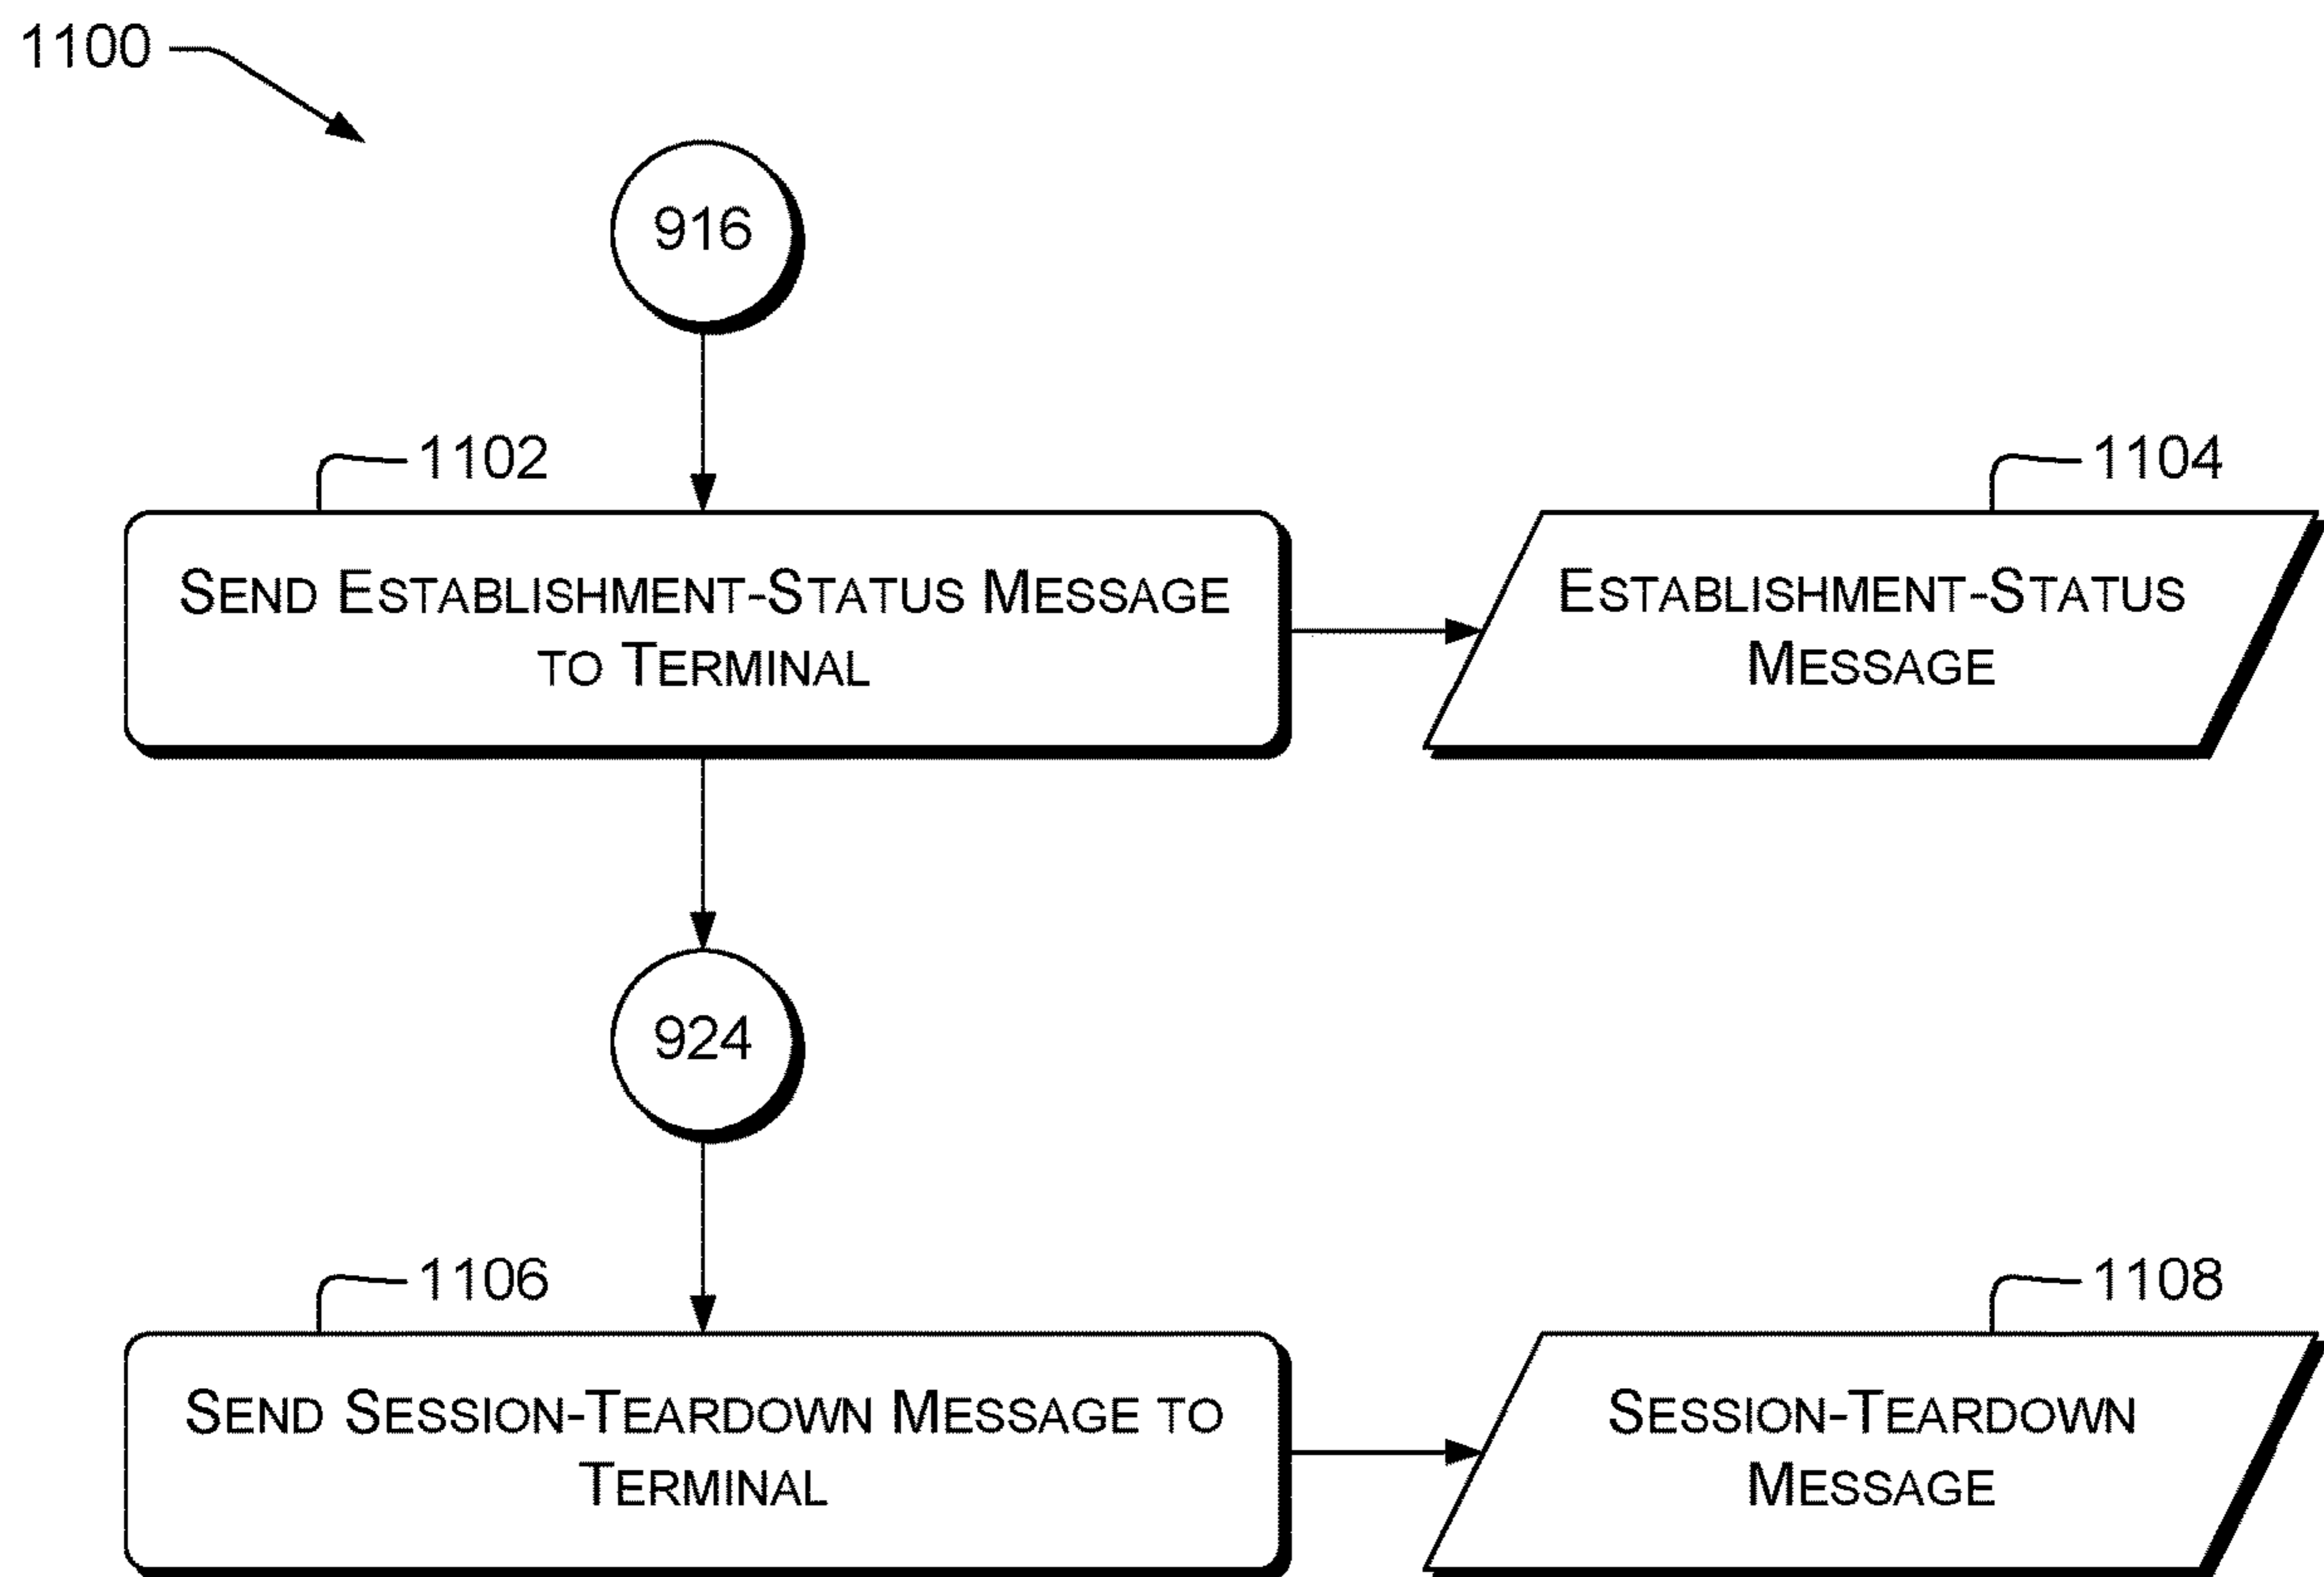 1100
916
1102
1104
SEND ESTABLISHMENT-STATUS MESSAGE
TO TERMINAL
ESTABLISHMENT-STATUS
MESSAGE
924
1106
1108
SEND SESSION-TEARDOWN MESSAGE TO
TERMINAL
SESSION-TEARDOWN
MESSAGE